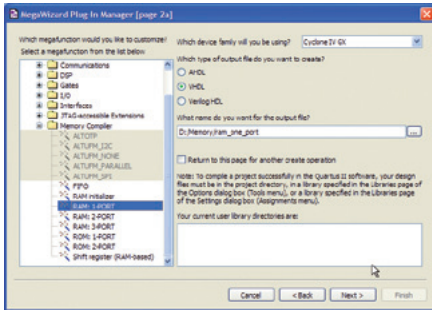 MegaWizard Plug-In Manager [page 2a]
Which megafunction would you like to customize?
Select a megafunction from the list below
Communications
DSP
Gates
I/O
Interfaces
JTAG-accessible Extensions
Memory Compiler
ALTOTP
ALTUFM_I2C
ALTUFM_NONE
ALTUFM_PARALLEL
ALTUFM_SPI
FIFO
RAM initializer
RAM: 1-PORT
RAM: 2-PORT
RAM: 3-PORT
ROM: 1-PORT
ROM: 2-PORT
Shift register (RAM-based)
Which device family will you be using?
Cyclone IV GX
Which type of output file do you want to create?
AHDL
VHDL
Verilog HDL
What name do you want for the output file?
D:/Memory/ram_one_port
...
Return to this page for another create operation
Note: To compile a project successfully in the Quartus II software, your design
files must be in the project directory, in a library specified in the Libraries page of
the Options dialog box (Tools menu), or a library specified in the Libraries page
of the Settings dialog box (Assignments menu).
Your current user library directories are:
Cancel
< Back
Next >
Finish